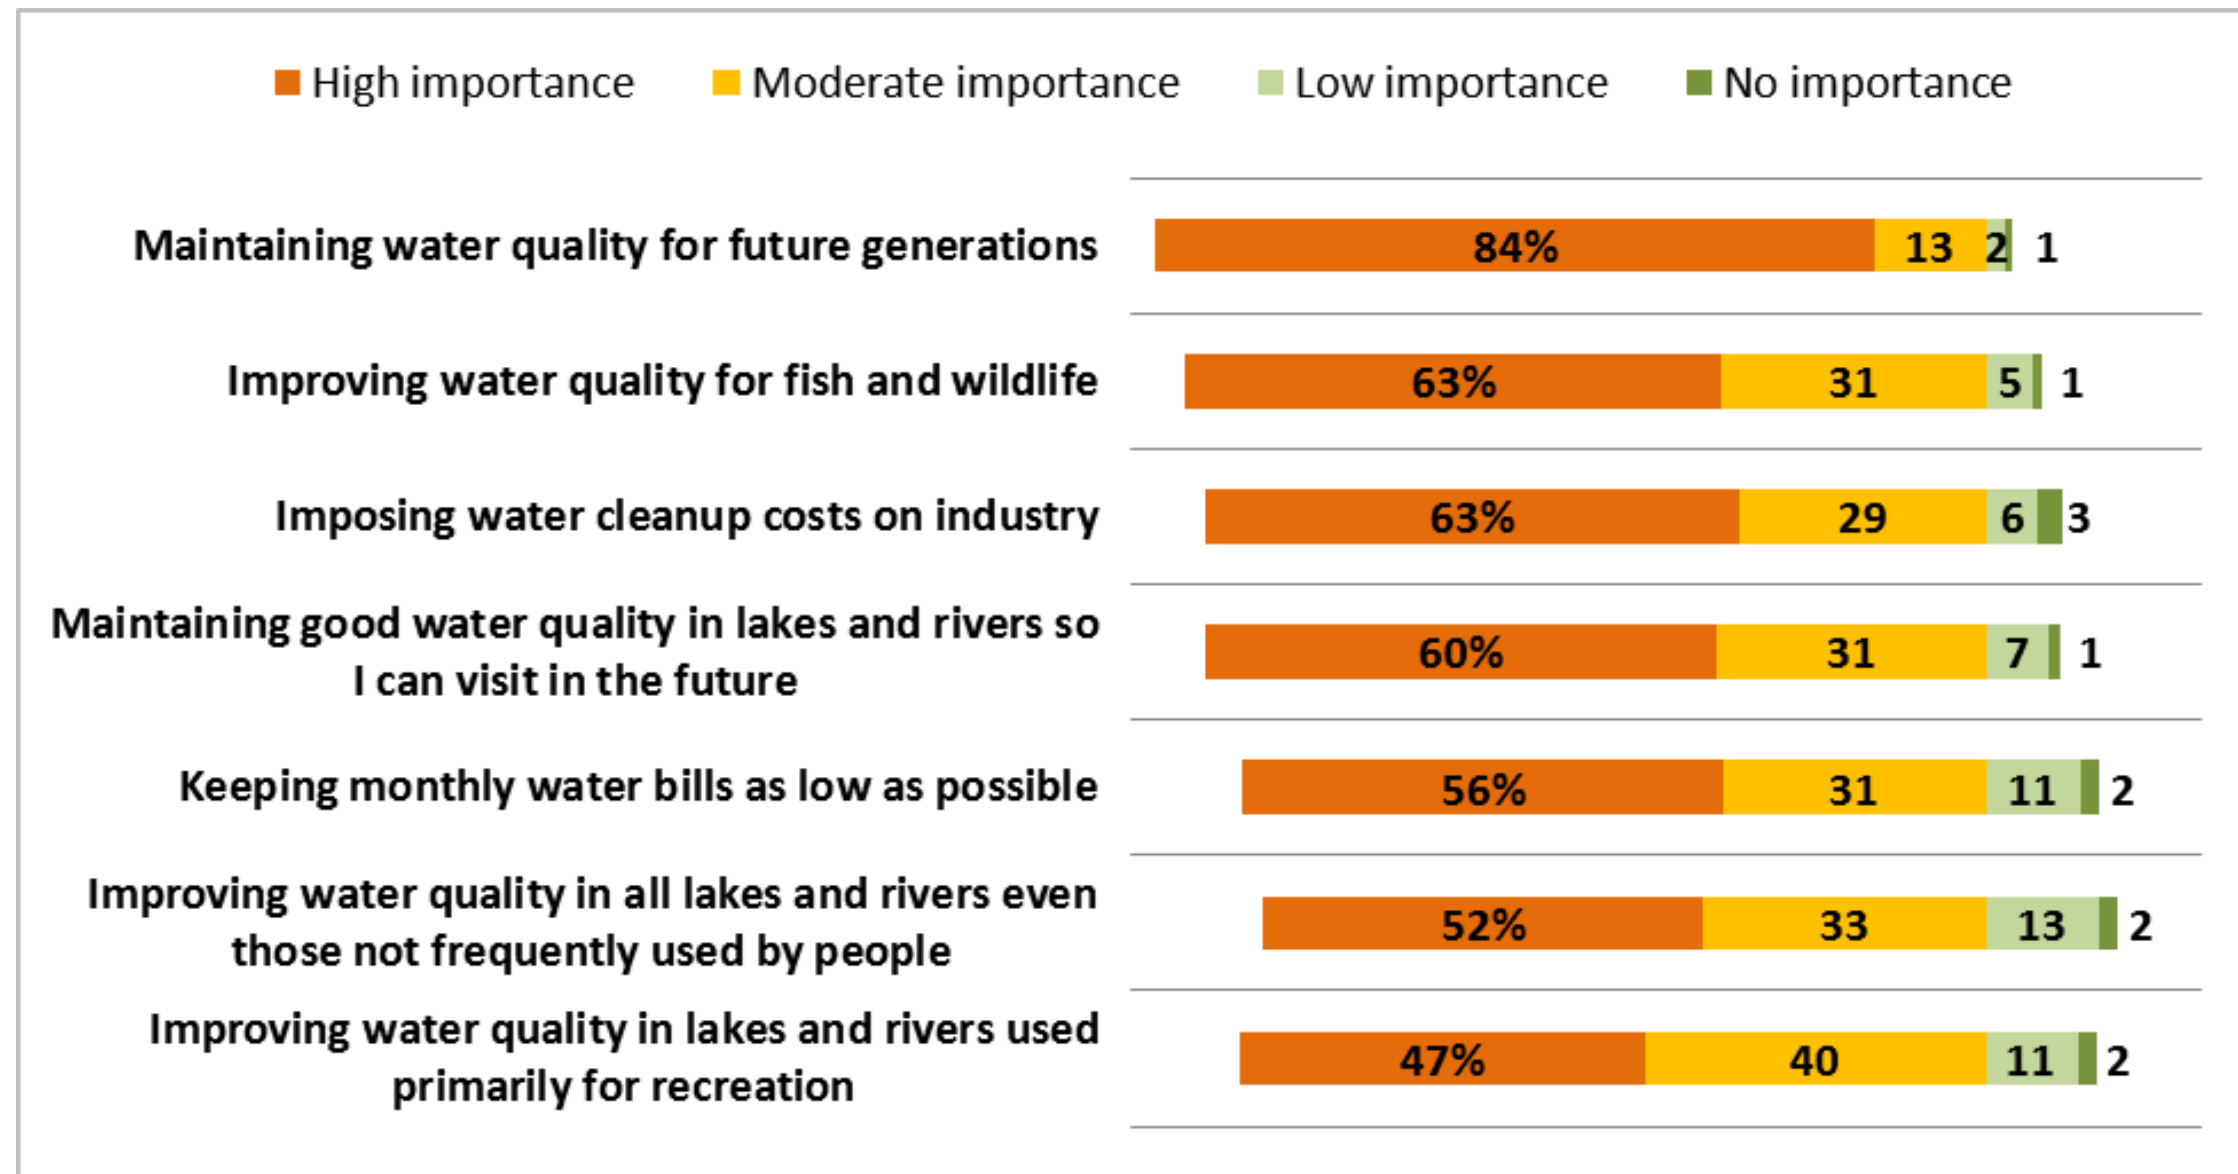 High importance Moderate importance Low importance No importance
Maintaining water quality for future generations 84% 13 2 1
Improving water quality for fish and wildlife 63% 31 5 1
Imposing water cleanup costs on industry 63% 29 6 3
Maintaining good water quality in lakes and rivers so
I can visit in the future 60% 31 7 1
Keeping monthly water bills as low as possible 56% 31 11 2
Improving water quality in all lakes and rivers even
those not frequently used by people 52% 33 13 2
Improving water quality in lakes and rivers used
primarily for recreation 47% 40 11 2